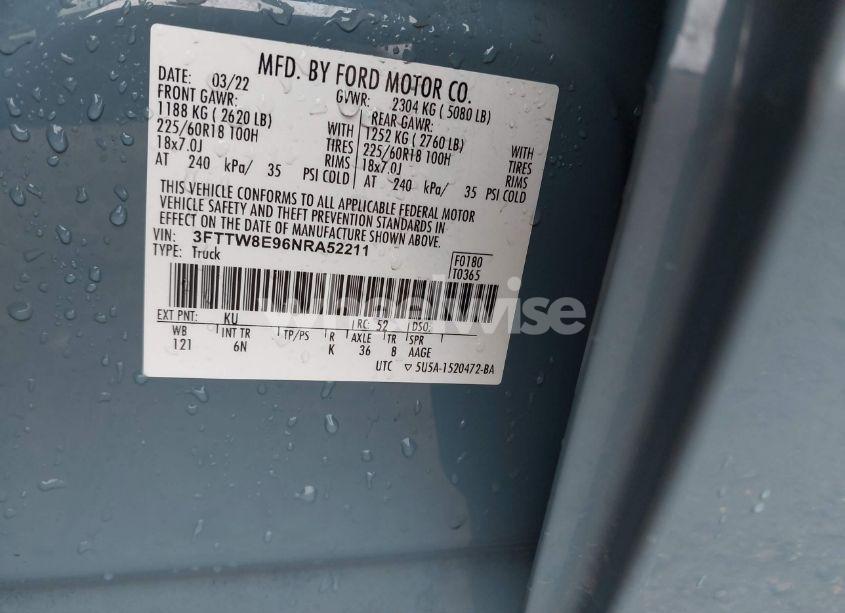 MFD. BY FORD MOTOR CO.
DATE: 03/22 GVWR: 2304 KG ( 5080 LB)
FRONT GAWR: REAR GAWR:
1188 KG ( 2620 LB) WITH 1252 KG ( 2760 LB) WITH
225/60R18 100H TIRES 225/60R18 100H TIRES
18x7.0J RIMS 18x7.0J RIMS
AT 240 kPa/ 35 PSI COLD AT 240 kPa/ 35 PSI COLD
THIS VEHICLE CONFORMS TO ALL APPLICABLE FEDERAL MOTOR
VEHICLE SAFETY AND THEFT PREVENTION STANDARDS IN
EFFECT ON THE DATE OF MANUFACTURE SHOWN ABOVE.
VIN: 3FTTW8E96NRA52211 F0180
TYPE: Truck T0365
wheelwise
EXT PNT: KU RC: 52 DSO:
WB INT TR TP/PS R AXLE TR SPR
121 6N K 36 8 AAGE
UTC ▽ 5U5A-1520472-BA